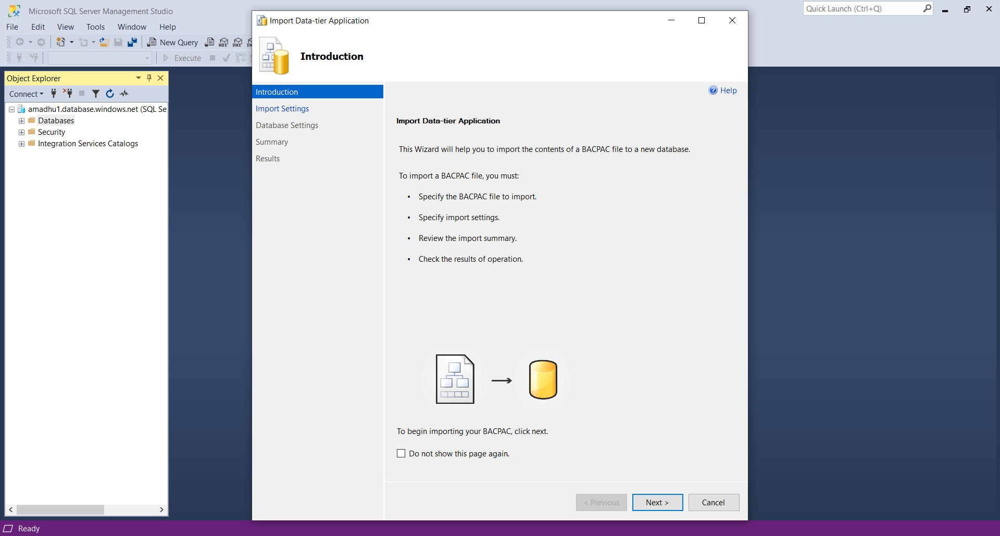 Microsoft SQL Server Management Studio
Quick Launch (Ctrl+Q)
File Edit View Tools Window Help
New Query
MDX DMX
Execute
Object Explorer
Connect
amadhu1.database.windows.net (SQL Se
Databases
Security
Integration Services Catalogs
Import Data-tier Application
Introduction
Introduction
Import Settings
Database Settings
Summary
Results
Help
Import Data-tier Application
This Wizard will help you to import the contents of a BACPAC file to a new database.
To import a BACPAC file, you must:
• Specify the BACPAC file to import.
• Specify import settings.
• Review the import summary.
• Check the results of operation.
To begin importing your BACPAC, click next.
Do not show this page again.
< Previous Next > Cancel
Ready